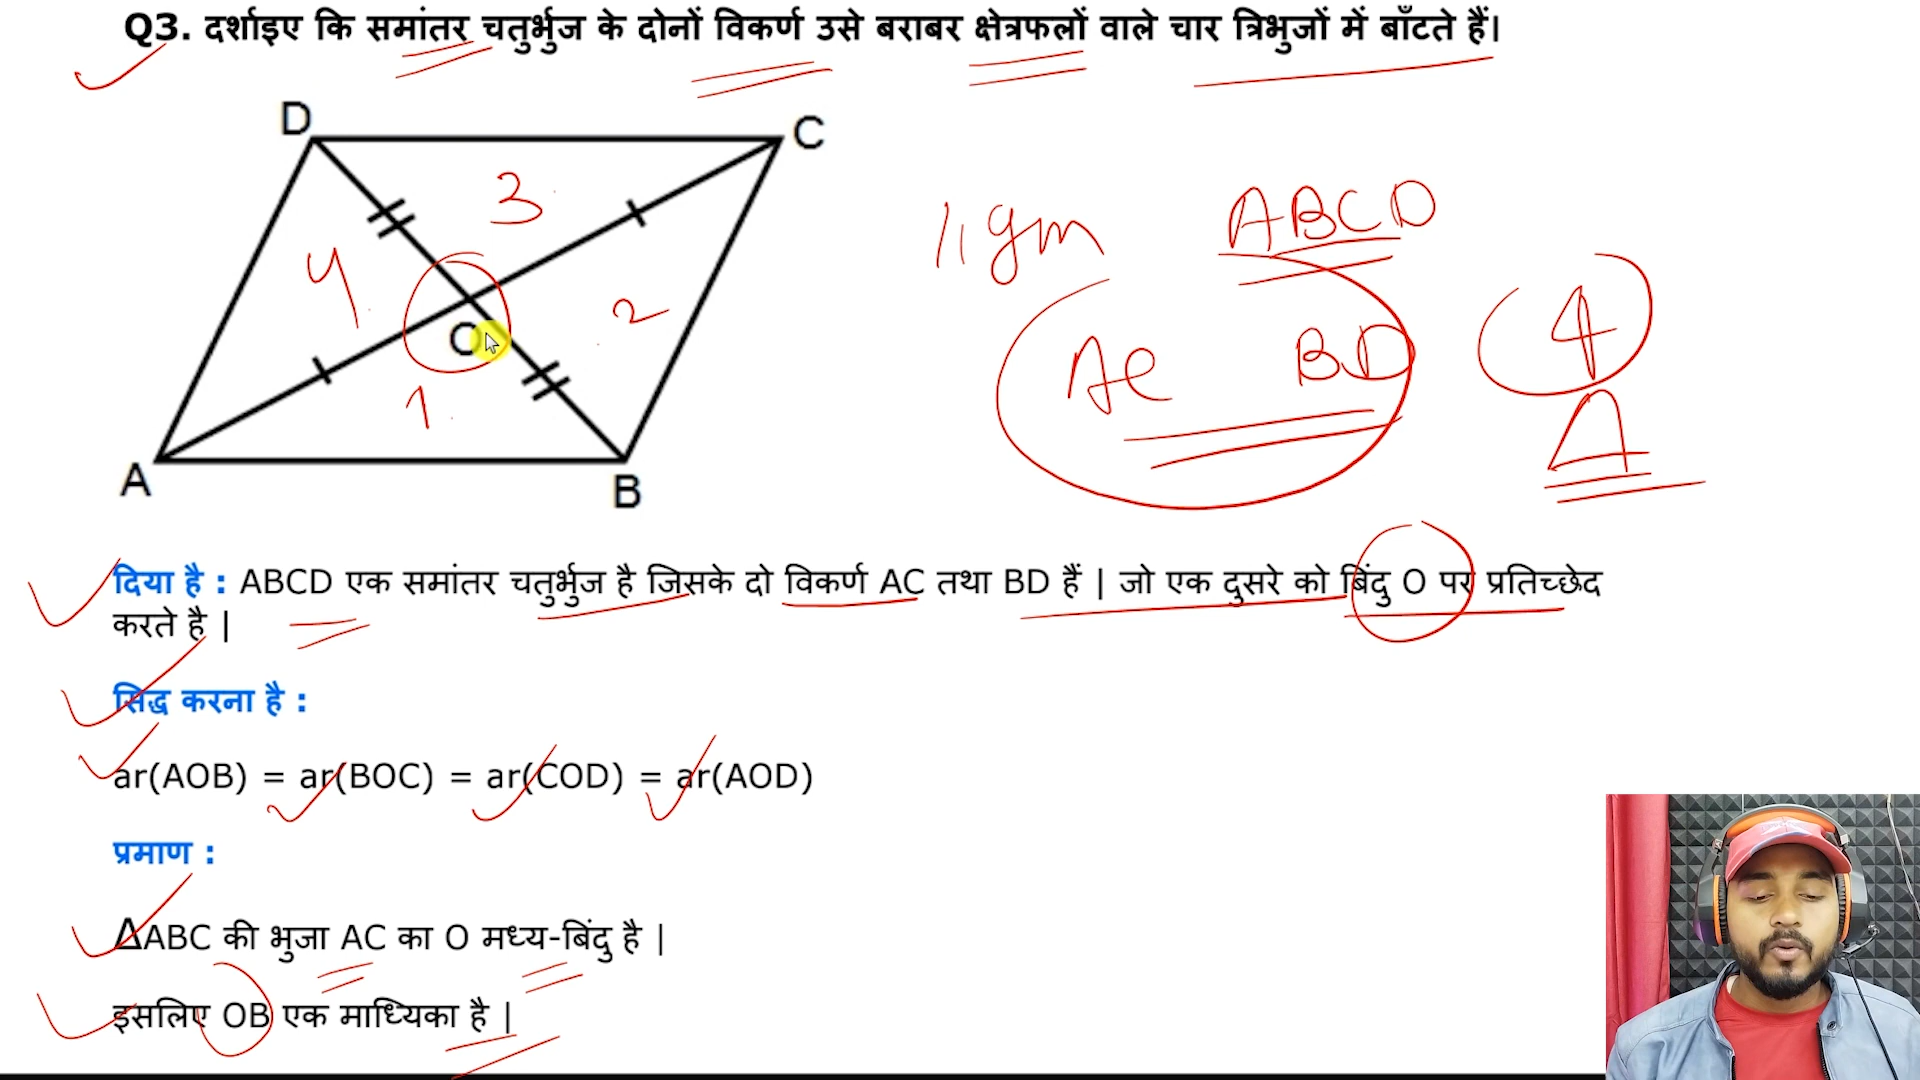 Q3. दर्शाइए कि समांतर चतुर्भुज के दोनों विकर्ण उसे बराबर क्षेत्रफलों वाले चार त्रिभुजों में बाँटते हैं।
D
C
3
4
2
O
1
A
B
||gm ABCD
AC BD
4
Δ
दिया है : ABCD एक समांतर चतुर्भुज है जिसके दो विकर्ण AC तथा BD हैं | जो एक दुसरे को बिंदु O पर प्रतिच्छेद
करते है |
सिद्ध करना है :
ar(AOB) = ar(BOC) = ar(COD) = ar(AOD)
प्रमाण :
ΔABC की भुजा AC का O मध्य-बिंदु है |
इसलिए OB एक माध्यिका है |